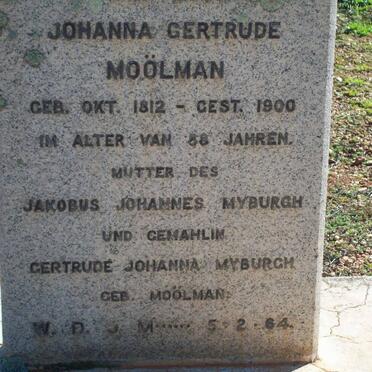 JOHANNA GERTRUDE
MOÖLMAN
GEB. OKT. 1812 – GEST. 1900
IM ALTER VAN 88 JAHREN.
MUTTER DES
JAKOBUS JOHANNES MYBURGH
UND GEMAHLIN
GERTRUDE JOHANNA MYBURGH
GEB. MOÖLMAN.
W. D. J. M...... 5-2-64.